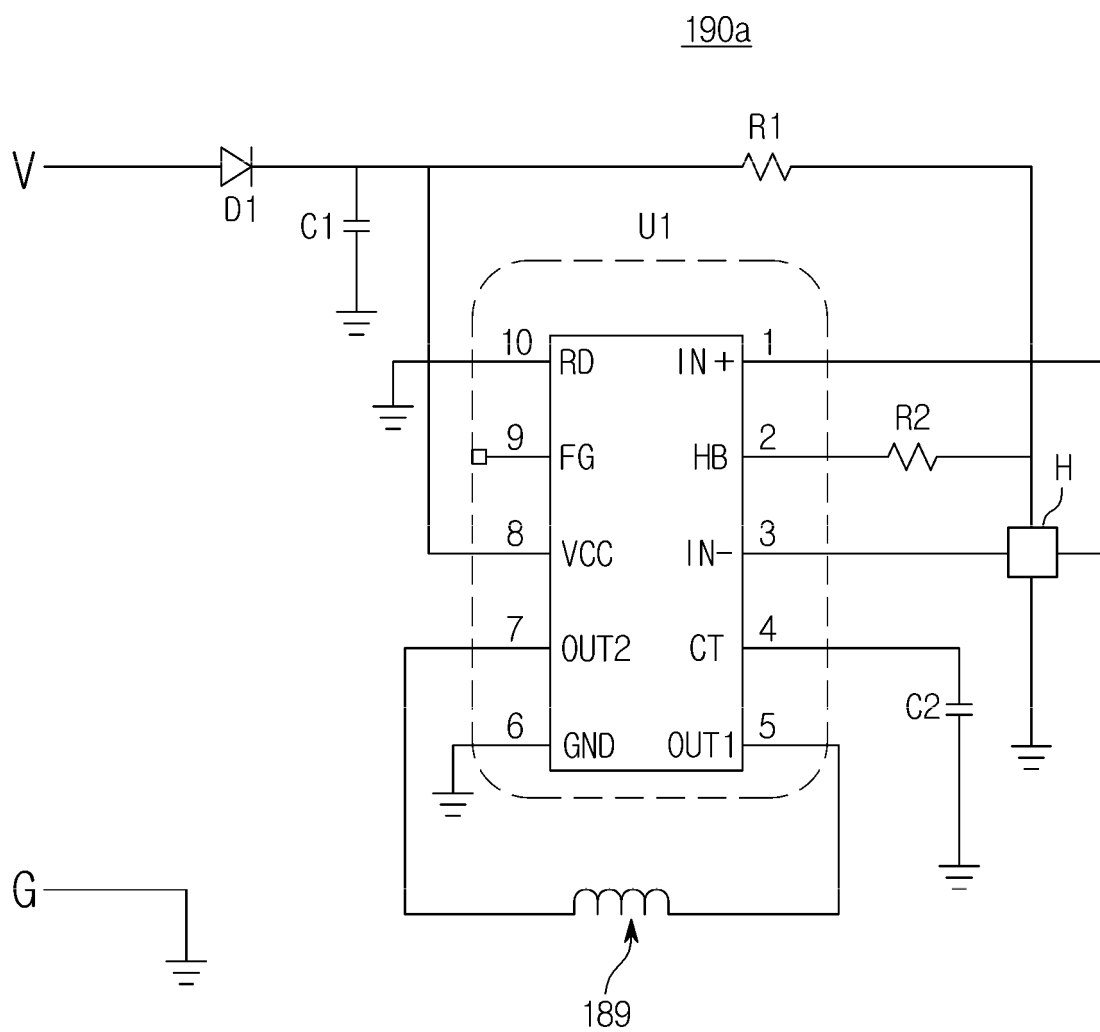 190a
R1
V
D1
C1
U1
10 RD IN+ 1
R2
9 FG HB 2
H
8 VCC IN- 3
7 OUT2 CT 4
C2
6 GND OUT1 5
G
189